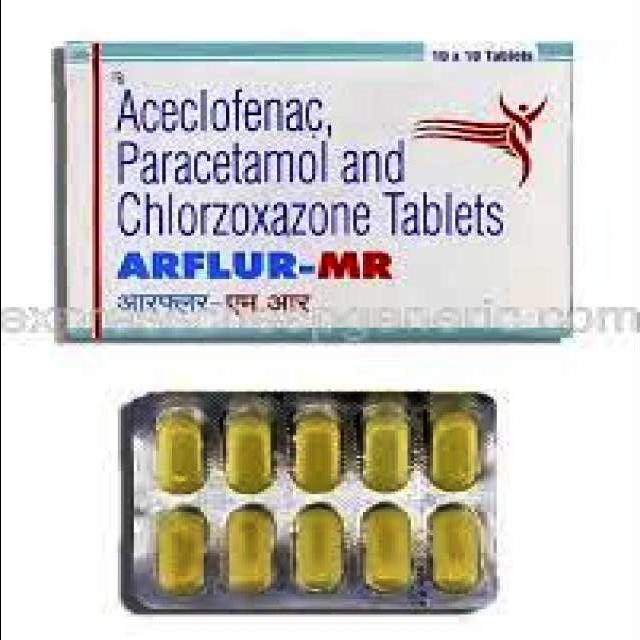 10 x 10 Tablets
Aceclofenac,
Paracetamol and
Chlorzoxazone Tablets
ARFLUR-MR
आरफ्लर-एम आर